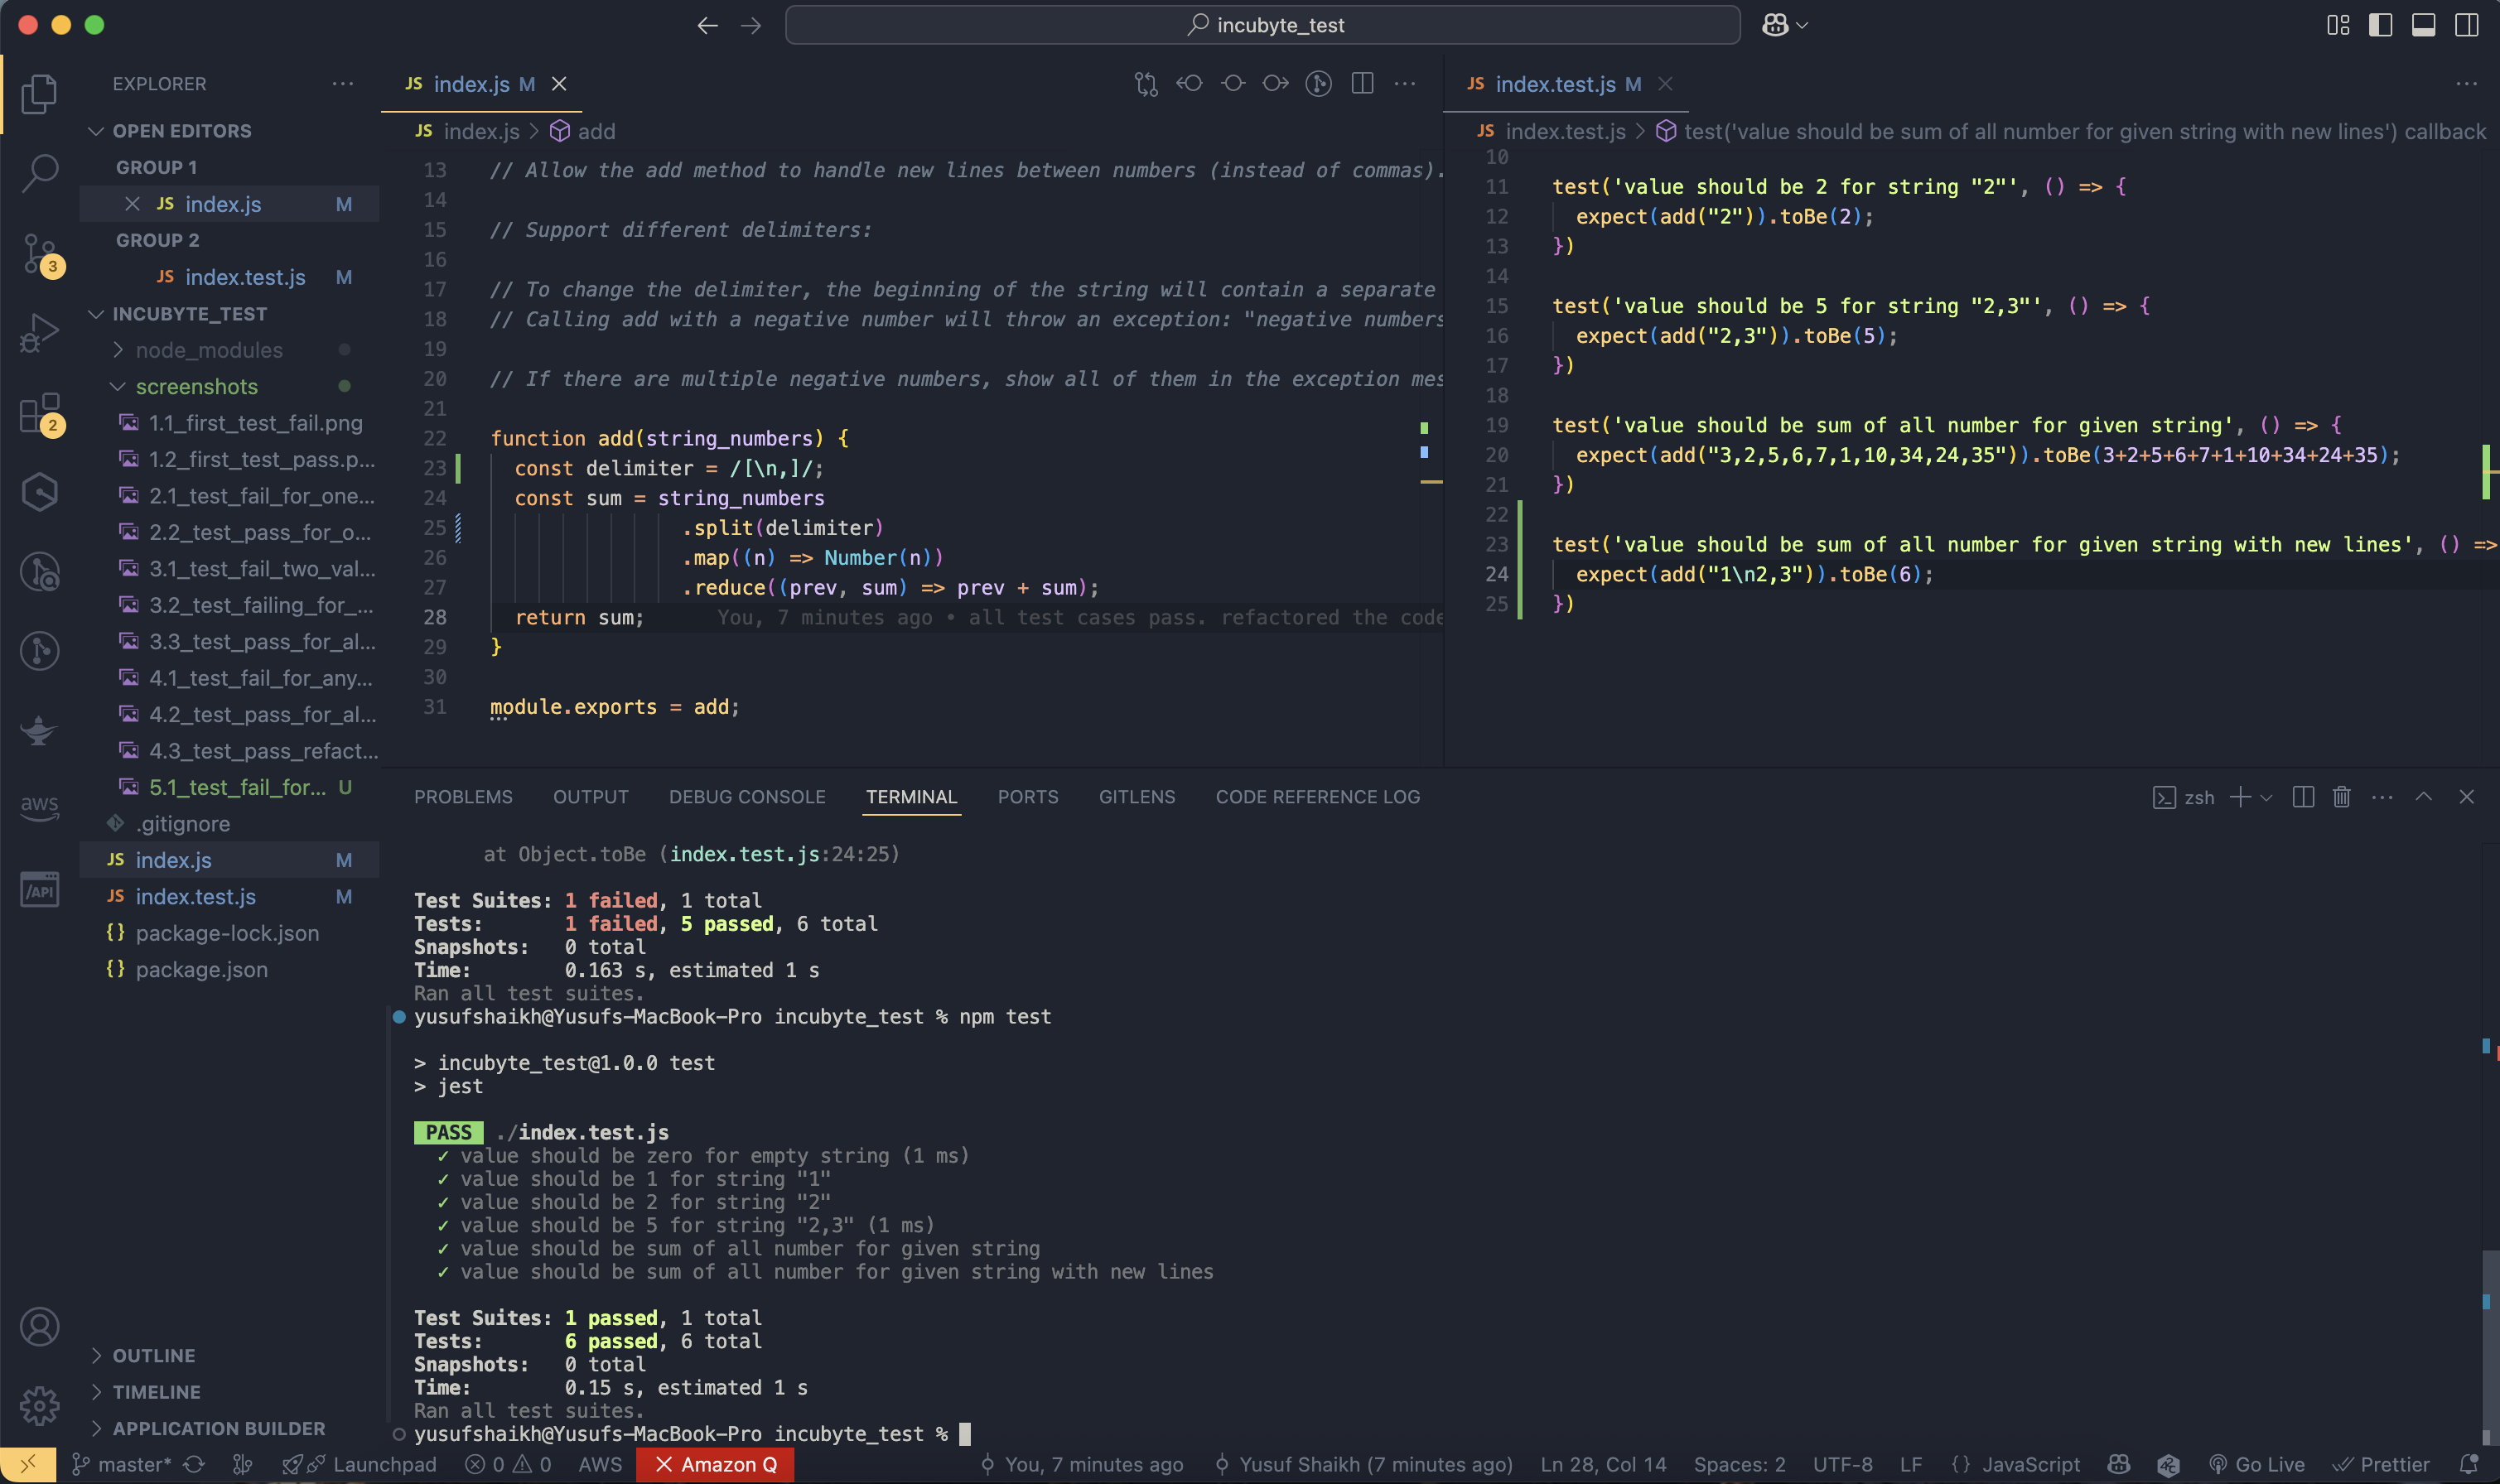 incubyte_test
EXPLORER
OPEN EDITORS
GROUP 1
JS index.js M
GROUP 2
JS index.test.js M
INCUBYTE_TEST
node_modules
screenshots
1.1_first_test_fail.png
1.2_first_test_pass.p...
2.1_test_fail_for_one...
2.2_test_pass_for_o...
3.1_test_fail_two_val...
3.2_test_failing_for_...
3.3_test_pass_for_al...
4.1_test_fail_for_any...
4.2_test_pass_for_al...
4.3_test_pass_refact...
5.1_test_fail_for... U
.gitignore
JS index.js M
JS index.test.js M
{} package-lock.json
{} package.json
OUTLINE
TIMELINE
APPLICATION BUILDER
3
2
aws
/API
JS index.js M
JS index.js > add
13 // Allow the add method to handle new lines between numbers (instead of commas).
14
15 // Support different delimiters:
16
17 // To change the delimiter, the beginning of the string will contain a separate
18 // Calling add with a negative number will throw an exception: "negative numbers
19
20 // If there are multiple negative numbers, show all of them in the exception mes
21
22 function add(string_numbers) {
23 const delimiter = /[\n,]/;
24 const sum = string_numbers
25 .split(delimiter)
26 .map((n) => Number(n))
27 .reduce((prev, sum) => prev + sum);
28 return sum; You, 7 minutes ago • all test cases pass. refactored the code
29 }
30
31 module.exports = add;
JS index.test.js M
JS index.test.js > test('value should be sum of all number for given string with new lines') callback
10
11 test('value should be 2 for string "2"', () => {
12 expect(add("2")).toBe(2);
13 })
14
15 test('value should be 5 for string "2,3"', () => {
16 expect(add("2,3")).toBe(5);
17 })
18
19 test('value should be sum of all number for given string', () => {
20 expect(add("3,2,5,6,7,1,10,34,24,35")).toBe(3+2+5+6+7+1+10+34+24+35);
21 })
22
23 test('value should be sum of all number for given string with new lines', () =>
24 expect(add("1\n2,3")).toBe(6);
25 })
PROBLEMS OUTPUT DEBUG CONSOLE TERMINAL PORTS GITLENS CODE REFERENCE LOG
zsh
at Object.toBe (index.test.js:24:25)
Test Suites: 1 failed, 1 total
Tests: 1 failed, 5 passed, 6 total
Snapshots: 0 total
Time: 0.163 s, estimated 1 s
Ran all test suites.
yusufshaikh@Yusufs-MacBook-Pro incubyte_test % npm test
> incubyte_test@1.0.0 test
> jest
PASS ./index.test.js
✓ value should be zero for empty string (1 ms)
✓ value should be 1 for string "1"
✓ value should be 2 for string "2"
✓ value should be 5 for string "2,3" (1 ms)
✓ value should be sum of all number for given string
✓ value should be sum of all number for given string with new lines
Test Suites: 1 passed, 1 total
Tests: 6 passed, 6 total
Snapshots: 0 total
Time: 0.15 s, estimated 1 s
Ran all test suites.
yusufshaikh@Yusufs-MacBook-Pro incubyte_test %
master* Launchpad 0 0 AWS Amazon Q You, 7 minutes ago Yusuf Shaikh (7 minutes ago) Ln 28, Col 14 Spaces: 2 UTF-8 LF {} JavaScript Go Live Prettier